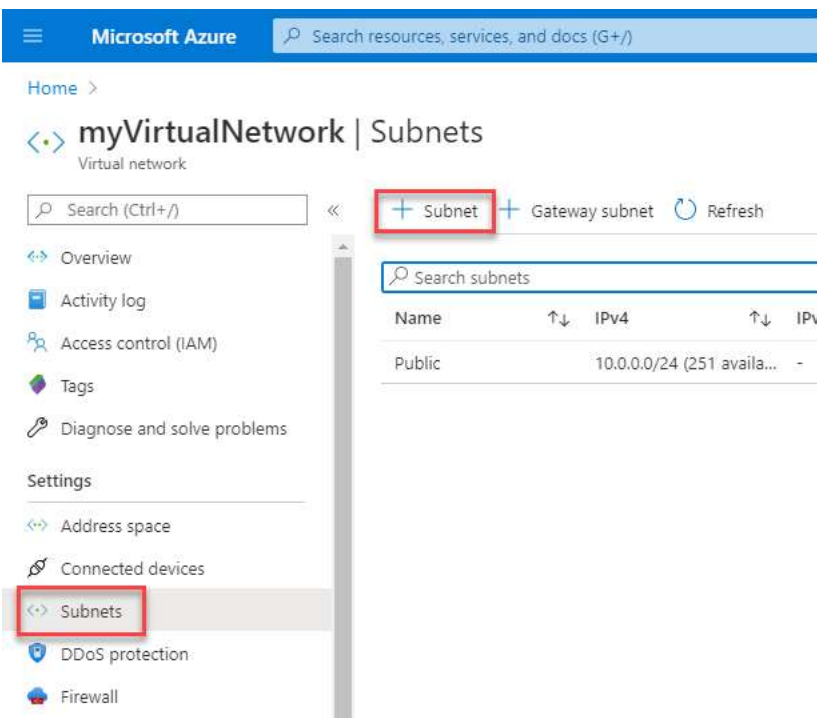 Microsoft Azure
Search resources, services, and docs (G+/)
Home >
myVirtualNetwork | Subnets
Virtual network
Search (Ctrl+/)
«
+ Subnet
+ Gateway subnet
Refresh
Overview
Activity log
Access control (IAM)
Tags
Diagnose and solve problems
Settings
Address space
Connected devices
Subnets
DDoS protection
Firewall
Search subnets
Name ↑↓ IPv4 ↑↓ IPv
Public 10.0.0.0/24 (251 availa... -